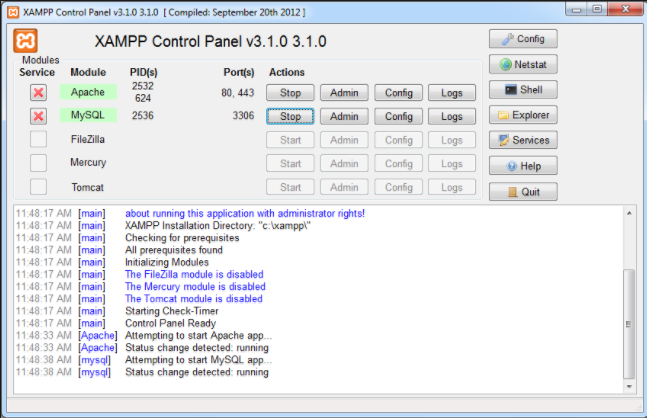 XAMPP Control Panel v3.1.0 3.1.0 [ Compiled: September 20th 2012 ]
XAMPP Control Panel v3.1.0 3.1.0
Config
Modules
Service Module PID(s) Port(s) Actions
Netstat
Apache 2532 624 80, 443 Stop Admin Config Logs
Shell
MySQL 2536 3306 Stop Admin Config Logs
Explorer
FileZilla Start Admin Config Logs
Services
Mercury Start Admin Config Logs
Help
Tomcat Start Admin Config Logs
Quit
11:48:17 AM [main] about running this application with administrator rights!
11:48:17 AM [main] XAMPP Installation Directory: "c:\xampp\"
11:48:17 AM [main] Checking for prerequisites
11:48:17 AM [main] All prerequisites found
11:48:17 AM [main] Initializing Modules
11:48:17 AM [main] The FileZilla module is disabled
11:48:17 AM [main] The Mercury module is disabled
11:48:17 AM [main] The Tomcat module is disabled
11:48:17 AM [main] Starting Check-Timer
11:48:17 AM [main] Control Panel Ready
11:48:33 AM [Apache] Attempting to start Apache app...
11:48:33 AM [Apache] Status change detected: running
11:48:38 AM [mysql] Attempting to start MySQL app...
11:48:38 AM [mysql] Status change detected: running